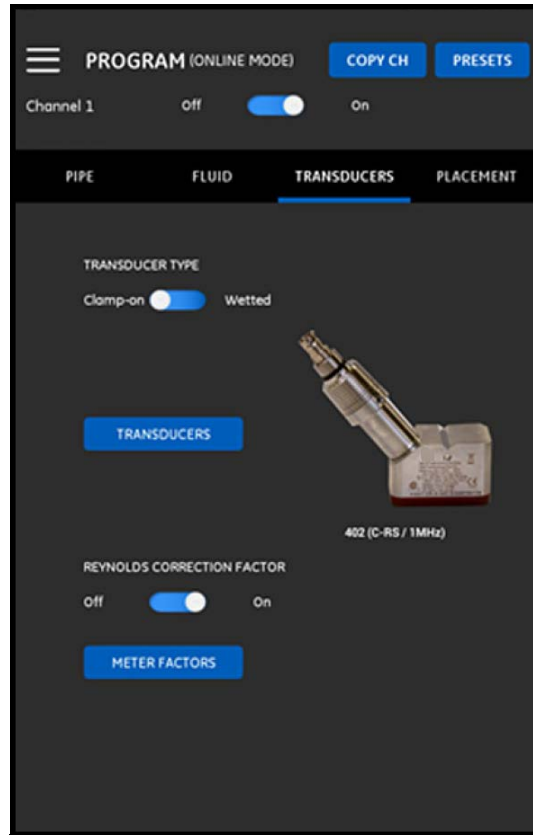 PROGRAM (ONLINE MODE) COPY CH PRESETS
Channel 1 Off On
PIPE FLUID TRANSDUCERS PLACEMENT
TRANSDUCER TYPE
Clamp-on Wetted
TRANSDUCERS
402 (C-RS / 1MHz)
REYNOLDS CORRECTION FACTOR
Off On
METER FACTORS